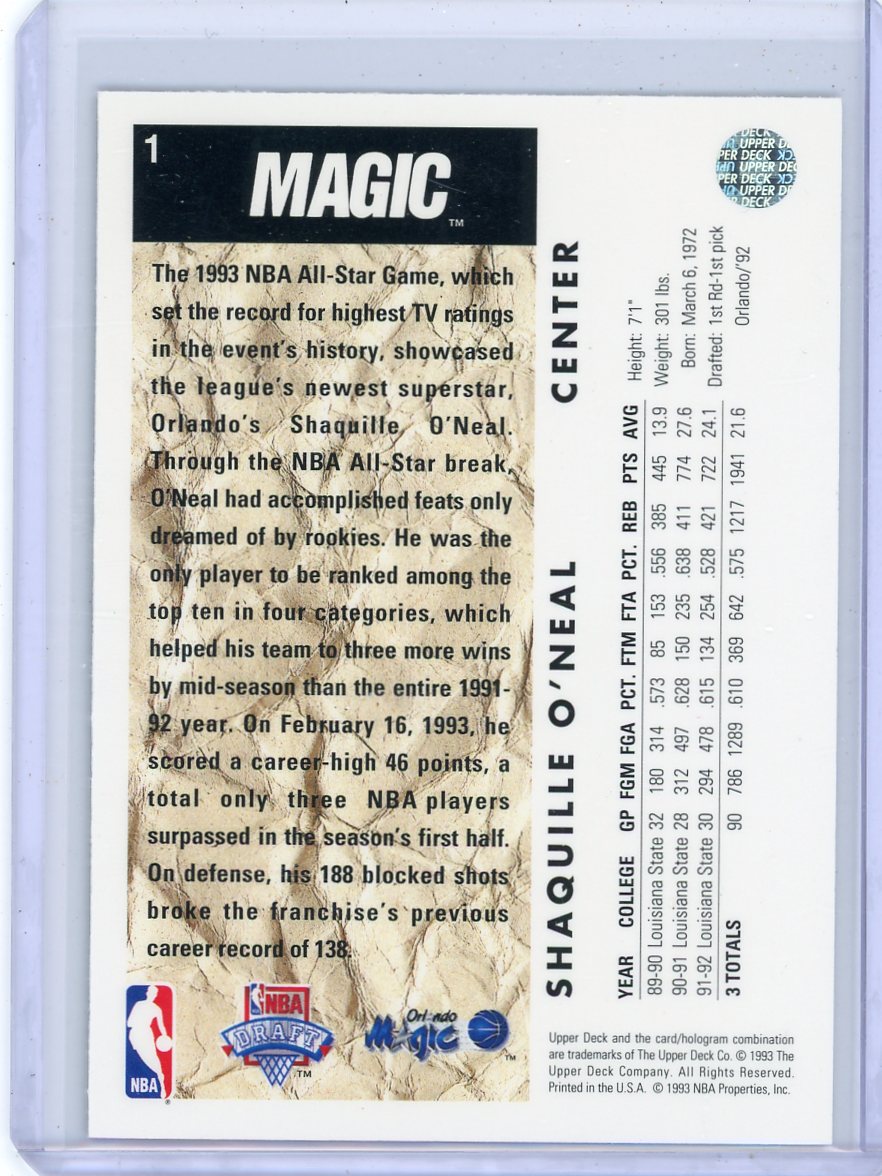 1
MAGIC™
The 1993 NBA All-Star Game, which
set the record for highest TV ratings
in the event's history, showcased
the league's newest superstar,
Orlando's Shaquille O'Neal.
Through the NBA All-Star break,
O'Neal had accomplished feats only
dreamed of by rookies. He was the
only player to be ranked among the
top ten in four categories, which
helped his team to three more wins
by mid-season than the entire 1991-
92 year. On February 16, 1993, he
scored a career-high 46 points, a
total only three NBA players
surpassed in the season's first half.
On defense, his 188 blocked shots
broke the franchise's previous
career record of 138.
NBA ®
NBA
DRAFT ™
Orlando
Magic ™
SHAQUILLE O'NEAL CENTER
Height: 7'1"
Weight: 301 lbs.
Born: March 6, 1972
Drafted: 1st Rd-1st pick
Orlando/'92
YEAR COLLEGE GP FGM FGA PCT. FTM FTA PCT. REB PTS AVG
89-90 Louisiana State 32 180 314 .573 85 153 .556 385 445 13.9
90-91 Louisiana State 28 312 497 .628 150 235 .638 411 774 27.6
91-92 Louisiana State 30 294 478 .615 134 254 .528 421 722 24.1
3 TOTALS 90 786 1289 .610 369 642 .575 1217 1941 21.6
UPPER DECK
Upper Deck and the card/hologram combination
are trademarks of The Upper Deck Co. © 1993 The
Upper Deck Company. All Rights Reserved.
Printed in the U.S.A. © 1993 NBA Properties, Inc.